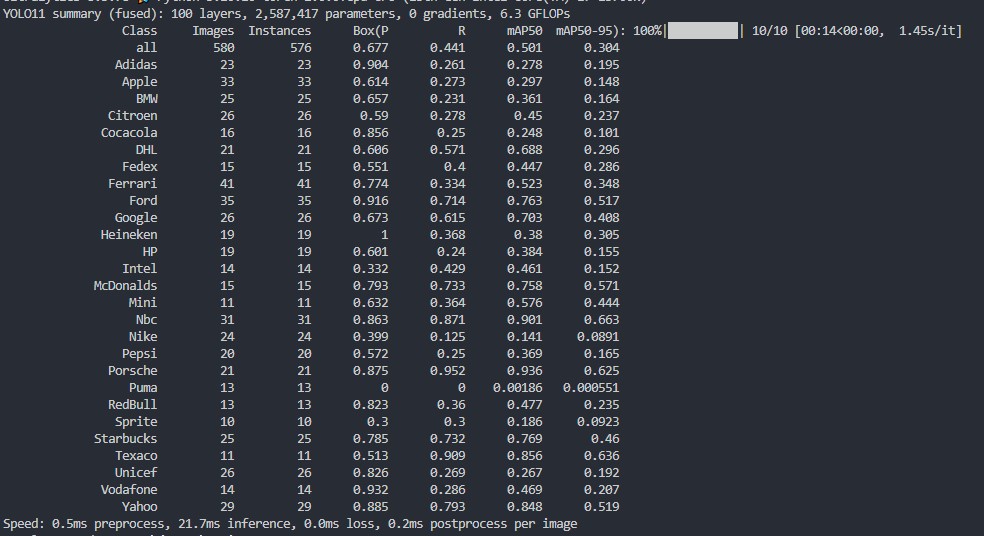 YOLO11 summary (fused): 100 layers, 2,587,417 parameters, 0 gradients, 6.3 GFLOPs
Class Images Instances Box(P R mAP50 mAP50-95): 100%|██████████| 10/10 [00:14<00:00, 1.45s/it]
all 580 576 0.677 0.441 0.501 0.304
Adidas 23 23 0.904 0.261 0.278 0.195
Apple 33 33 0.614 0.273 0.297 0.148
BMW 25 25 0.657 0.231 0.361 0.164
Citroen 26 26 0.59 0.278 0.45 0.237
Cocacola 16 16 0.856 0.25 0.248 0.101
DHL 21 21 0.606 0.571 0.688 0.296
Fedex 15 15 0.551 0.4 0.447 0.286
Ferrari 41 41 0.774 0.334 0.523 0.348
Ford 35 35 0.916 0.714 0.763 0.517
Google 26 26 0.673 0.615 0.703 0.408
Heineken 19 19 1 0.368 0.38 0.305
HP 19 19 0.601 0.24 0.384 0.155
Intel 14 14 0.332 0.429 0.461 0.152
McDonalds 15 15 0.793 0.733 0.758 0.571
Mini 11 11 0.632 0.364 0.576 0.444
Nbc 31 31 0.863 0.871 0.901 0.663
Nike 24 24 0.399 0.125 0.141 0.0891
Pepsi 20 20 0.572 0.25 0.369 0.165
Porsche 21 21 0.875 0.952 0.936 0.625
Puma 13 13 0 0 0.00186 0.000551
RedBull 13 13 0.823 0.36 0.477 0.235
Sprite 10 10 0.3 0.3 0.186 0.0923
Starbucks 25 25 0.785 0.732 0.769 0.46
Texaco 11 11 0.513 0.909 0.856 0.636
Unicef 26 26 0.826 0.269 0.267 0.192
Vodafone 14 14 0.932 0.286 0.469 0.207
Yahoo 29 29 0.885 0.793 0.848 0.519
Speed: 0.5ms preprocess, 21.7ms inference, 0.0ms loss, 0.2ms postprocess per image